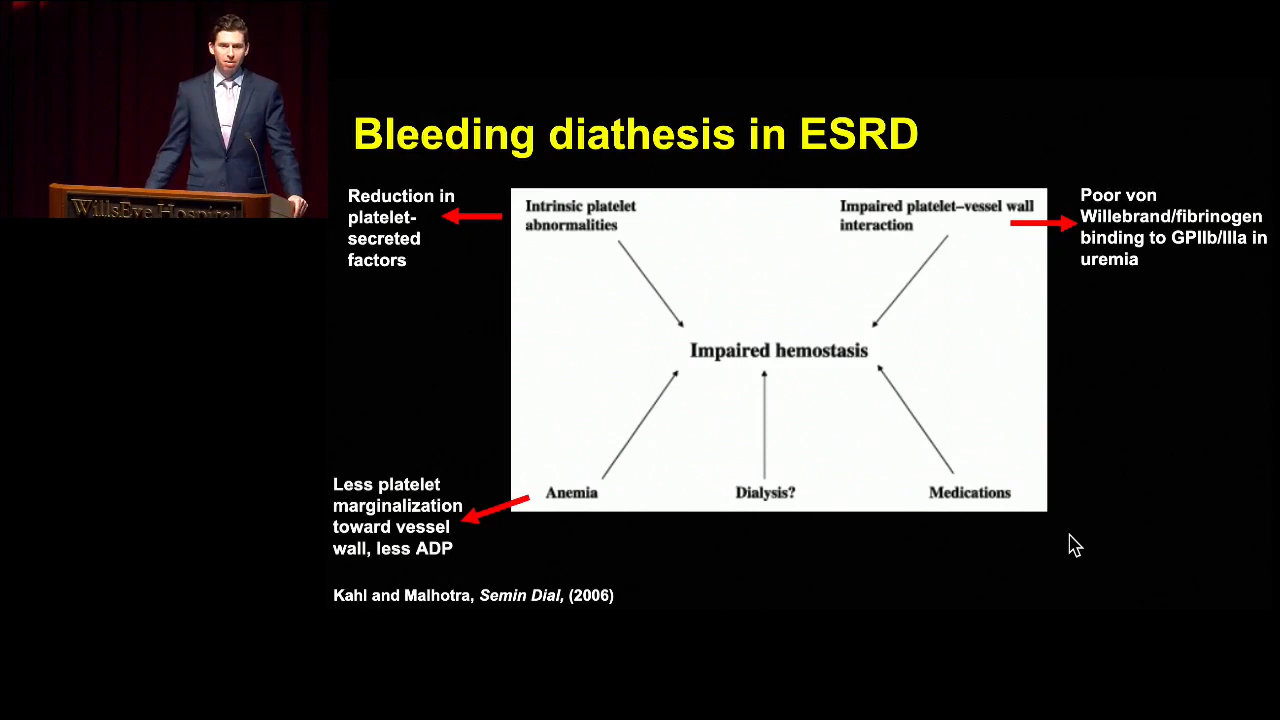 WillsEye Hospital
Bleeding diathesis in ESRD
Reduction in
platelet-
secreted
factors
Intrinsic platelet
abnormalities
Impaired platelet–vessel wall
interaction
Poor von
Willebrand/fibrinogen
binding to GPIIb/IIIa in
uremia
Impaired hemostasis
Less platelet
marginalization
toward vessel
wall, less ADP
Anemia
Dialysis?
Medications
Kahl and Malhotra, Semin Dial, (2006)